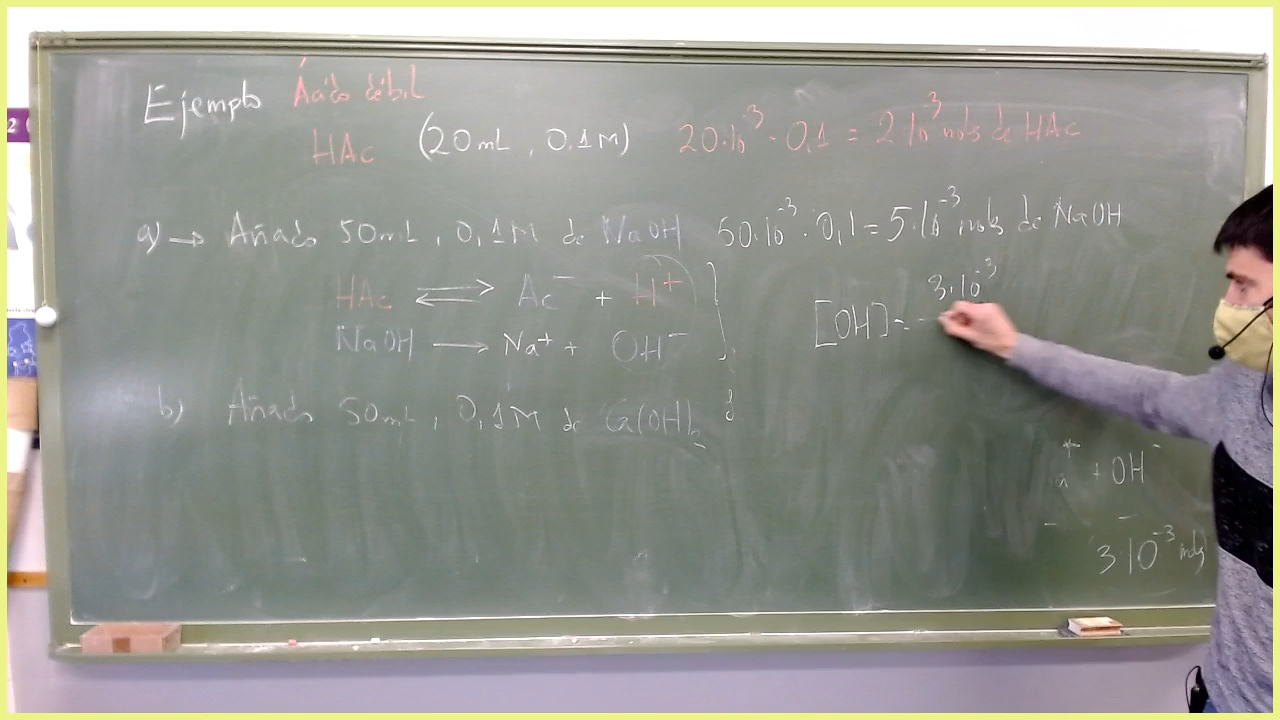 Ejemplo Ácido débil
HAc (20mL, 0,1M) 20·10⁻³ · 0,1 = 2·10⁻³ mols de HAc
a) → Añado 50mL, 0,1M de NaOH 50·10⁻³ · 0,1 = 5·10⁻³ mols de NaOH
HAc ⇌ Ac⁻ + H⁺
3·10⁻³
[OH] =
NaOH → Na⁺ + OH⁻
b) Añado 50mL, 0,1M de Ca(OH)₂
+ OH⁻
3·10⁻³ mols
2